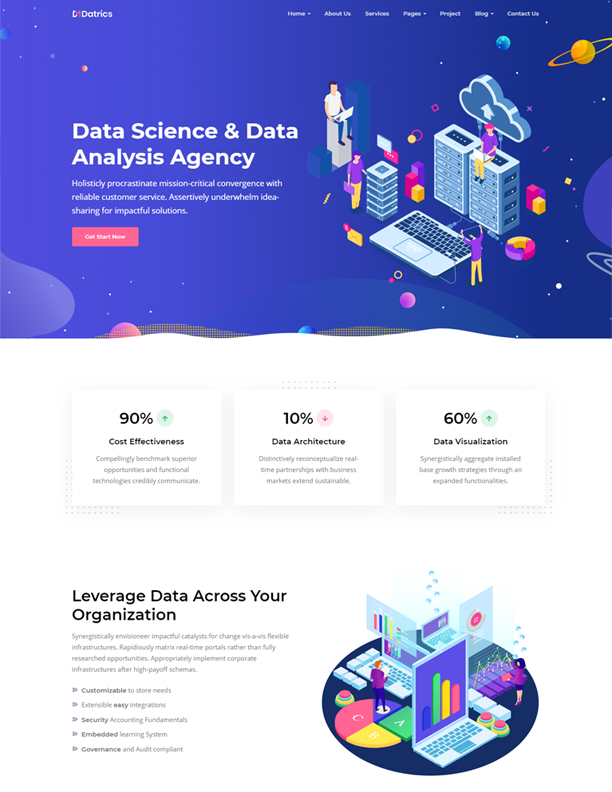 Datrics
Home About Us Services Pages Project Blog Contact Us
Data Science & Data
Analysis Agency
Holisticly procrastinate mission-critical convergence with
reliable customer service. Assertively underwhelm idea-
sharing for impactful solutions.
Get Start Now
90%
Cost Effectiveness
Compellingly benchmark superior
opportunities and functional
technologies credibly communicate.
10%
Data Architecture
Distinctively reconceptualize real-
time partnerships with business
markets extend sustainable.
60%
Data Visualization
Synergistically aggregate installed
base growth strategies through an
expanded functionalities.
Leverage Data Across Your
Organization
Synergistically envisioneer impactful catalysts for change vis-a-vis flexible
infrastructures. Rapidiously matrix real-time portals rather than fully
researched opportunities. Appropriately implement corporate
infrastructures after high-payoff schemas.
Customizable to store needs
Extensible easy integrations
Security Accounting Fundamentals
Embedded learning System
Governance and Audit compliant
C
A
B